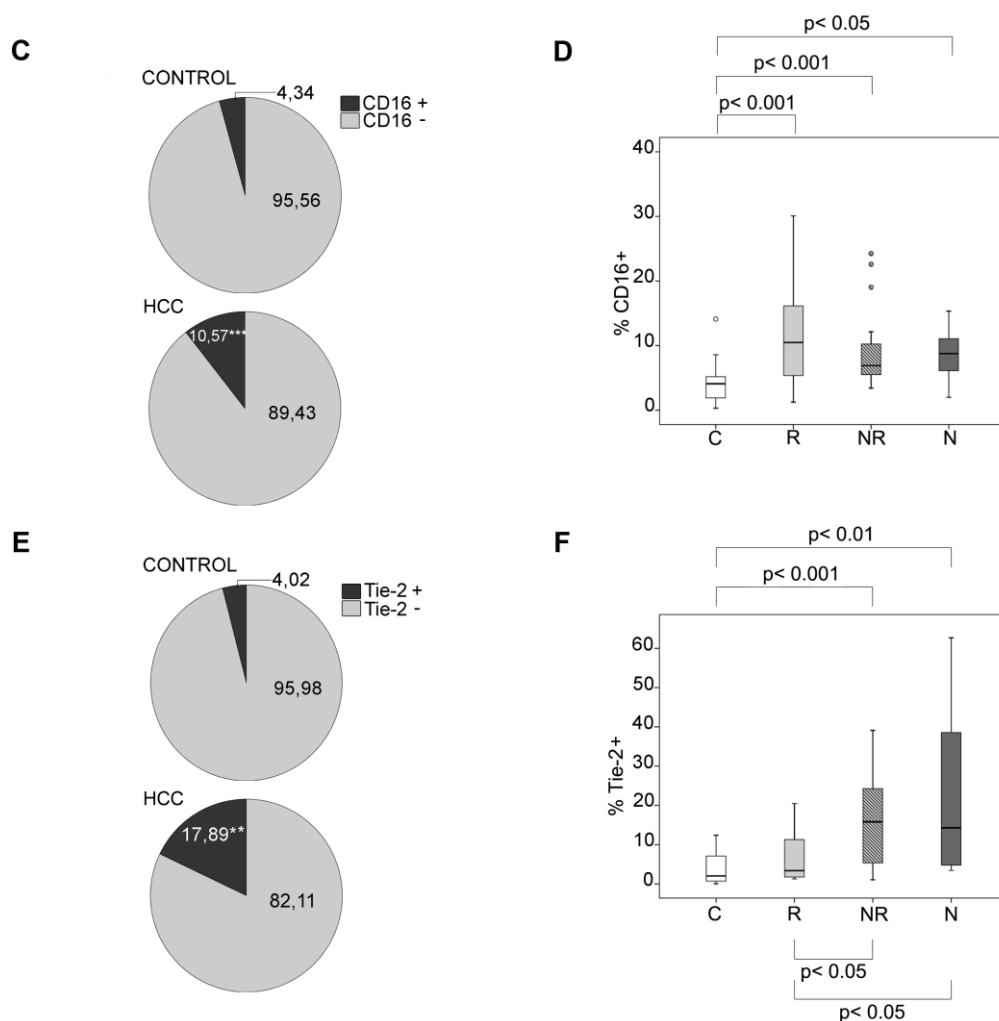 C
CONTROL
4,34
CD16 +
CD16 -
95,56
HCC
10,57***
89,43
D
p< 0.05
p< 0.001
p< 0.001
% CD16+
40
30
20
10
0
C R NR N
E
CONTROL
4,02
Tie-2 +
Tie-2 -
95,98
HCC
17,89**
82,11
F
p< 0.01
p< 0.001
% Tie-2+
60
50
40
30
20
10
0
C R NR N
p< 0.05
p< 0.05